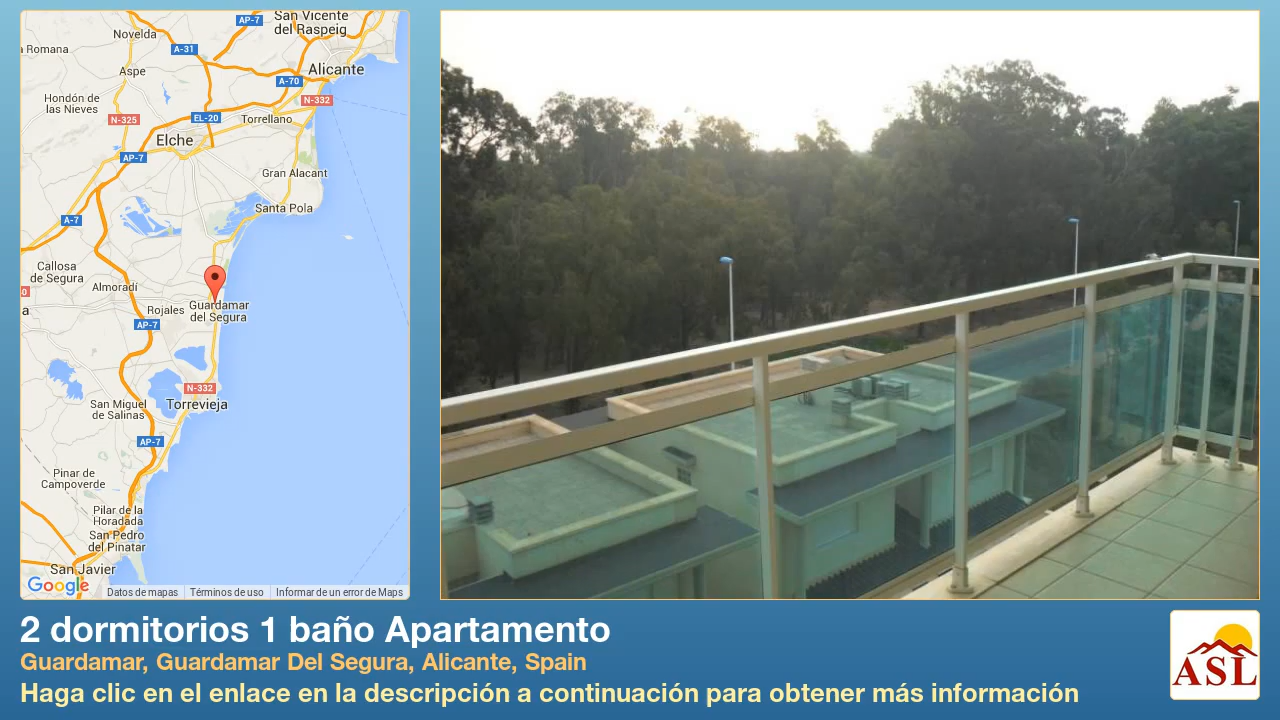 AP-7
San Vicente
del Raspeig
Novelda
A-31
a Romana
Aspe
Alicante
A-70
Hondón de
las Nieves
N-332
N-325
EL-20
Torrellano
Elche
AP-7
Gran Alacant
Santa Pola
A-7
Callosa
de Segura
Almoradí
0
a
Rojales
Guardamar
del Segura
AP-7
N-332
San Miguel
de Salinas
Torrevieja
AP-7
Pinar de
Campoverde
Pilar de la
Horadada
San Pedro
del Pinatar
San Javier
Google
Datos de mapas
Términos de uso
Informar de un error de Maps
2 dormitorios 1 baño Apartamento
Guardamar, Guardamar Del Segura, Alicante, Spain
Haga clic en el enlace en la descripción a continuación para obtener más información
ASL